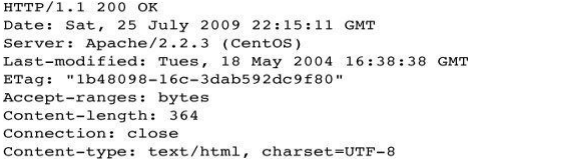 HTTP/1.1 200 OK
Date: Sat, 25 July 2009 22:15:11 GMT
Server: Apache/2.2.3 (CentOS)
Last-modified: Tues, 18 May 2004 16:38:38 GMT
ETag: "1b48098-16c-3dab592dc9f80"
Accept-ranges: bytes
Content-length: 364
Connection: close
Content-type: text/html, charset=UTF-8